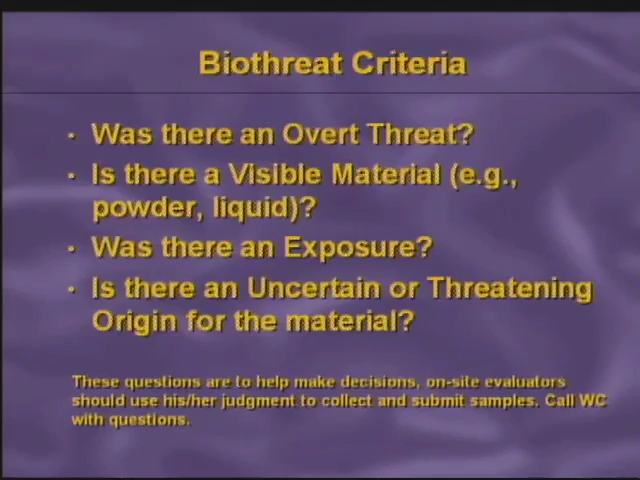 Biothreat Criteria
• Was there an Overt Threat?
• Is there a Visible Material (e.g.,
powder, liquid)?
• Was there an Exposure?
• Is there an Uncertain or Threatening
Origin for the material?
These questions are to help make decisions, on-site evaluators
should use his/her judgment to collect and submit samples. Call WC
with questions.